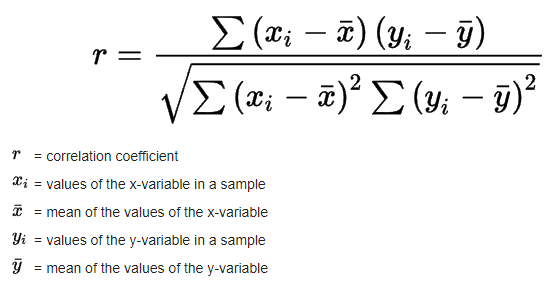 r = ∑ (xᵢ − x̄) (yᵢ − ȳ) / √∑ (xᵢ − x̄)² ∑ (yᵢ − ȳ)²
r = correlation coefficient
xᵢ = values of the x-variable in a sample
x̄ = mean of the values of the x-variable
yᵢ = values of the y-variable in a sample
ȳ = mean of the values of the y-variable